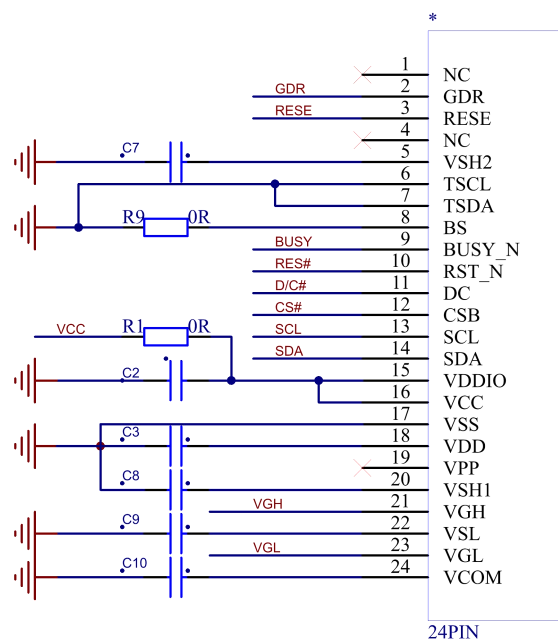 *
1 NC
GDR 2 GDR
RESE 3 RESE
4 NC
C7 5 VSH2
6 TSCL
7 TSDA
R9 0R 8 BS
BUSY 9 BUSY_N
RES# 10 RST_N
D/C# 11 DC
CS# 12 CSB
VCC R1 0R SCL 13 SCL
SDA 14 SDA
C2 15 VDDIO
16 VCC
17 VSS
C3 18 VDD
19 VPP
C8 20 VSH1
VGH 21 VGH
C9 22 VSL
VGL 23 VGL
C10 24 VCOM
24PIN